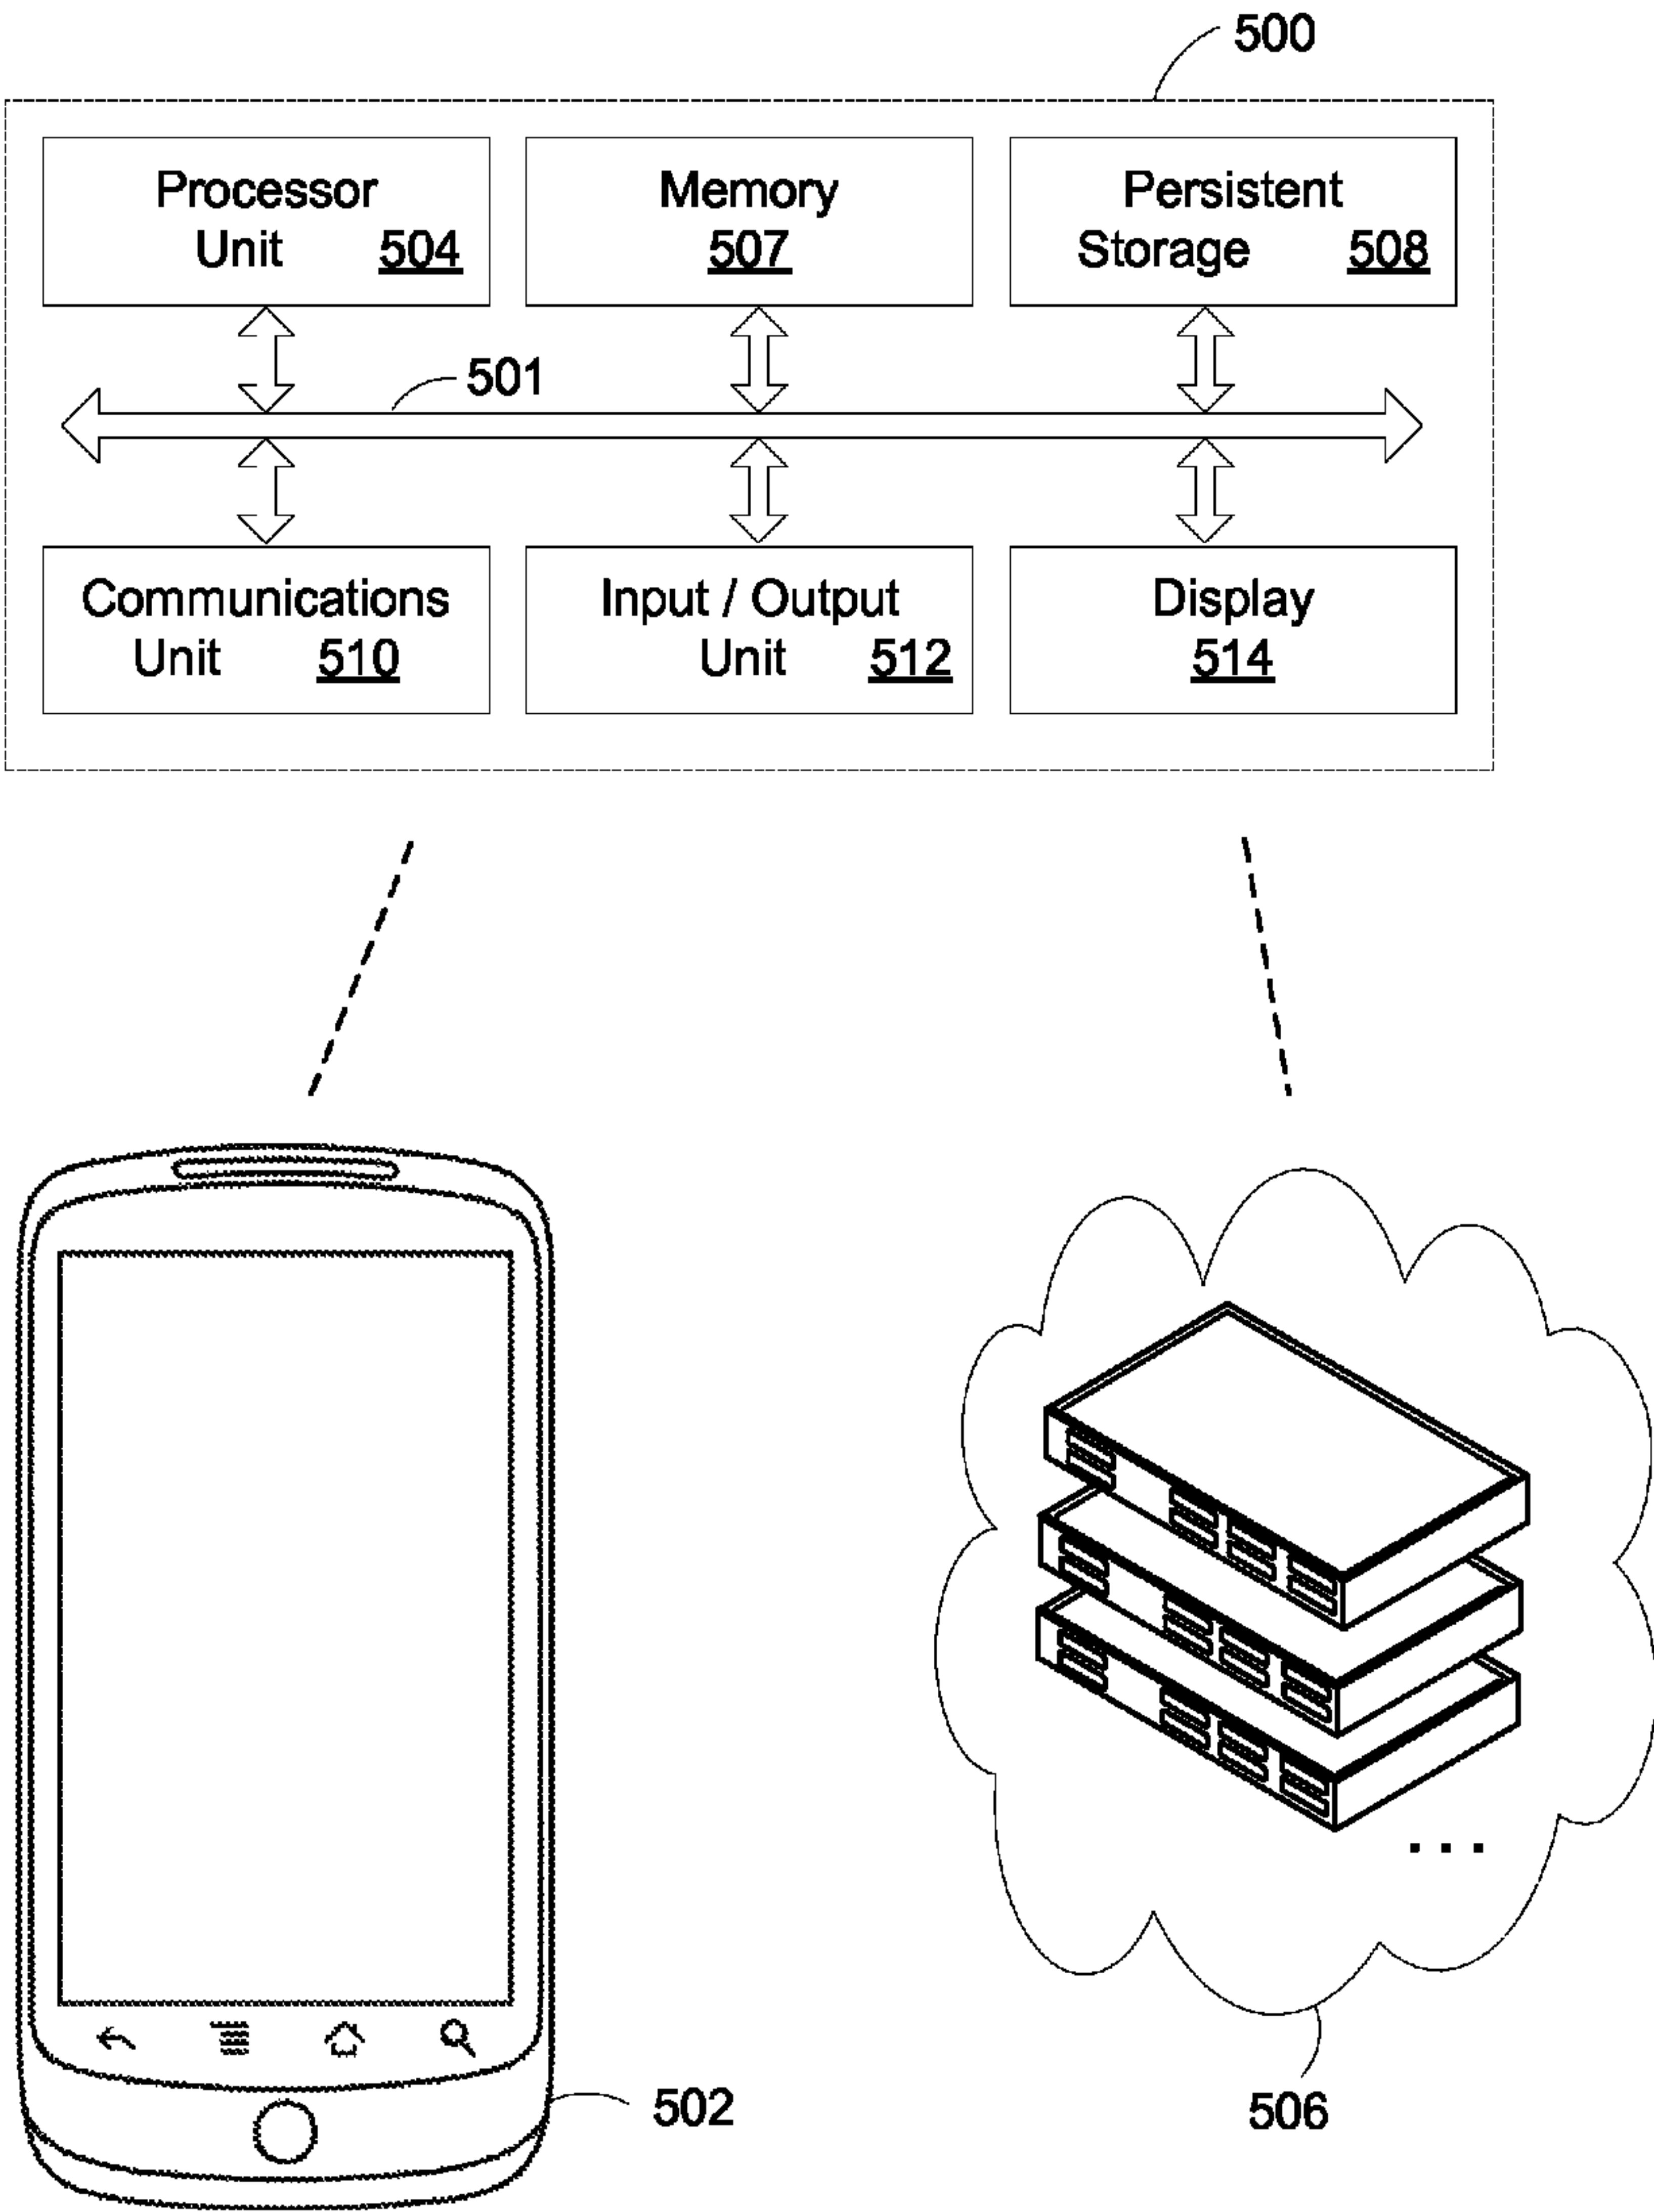 500
Processor
Unit 504
Memory
507
Persistent
Storage 508
501
Communications
Unit 510
Input / Output
Unit 512
Display
514
...
502
506